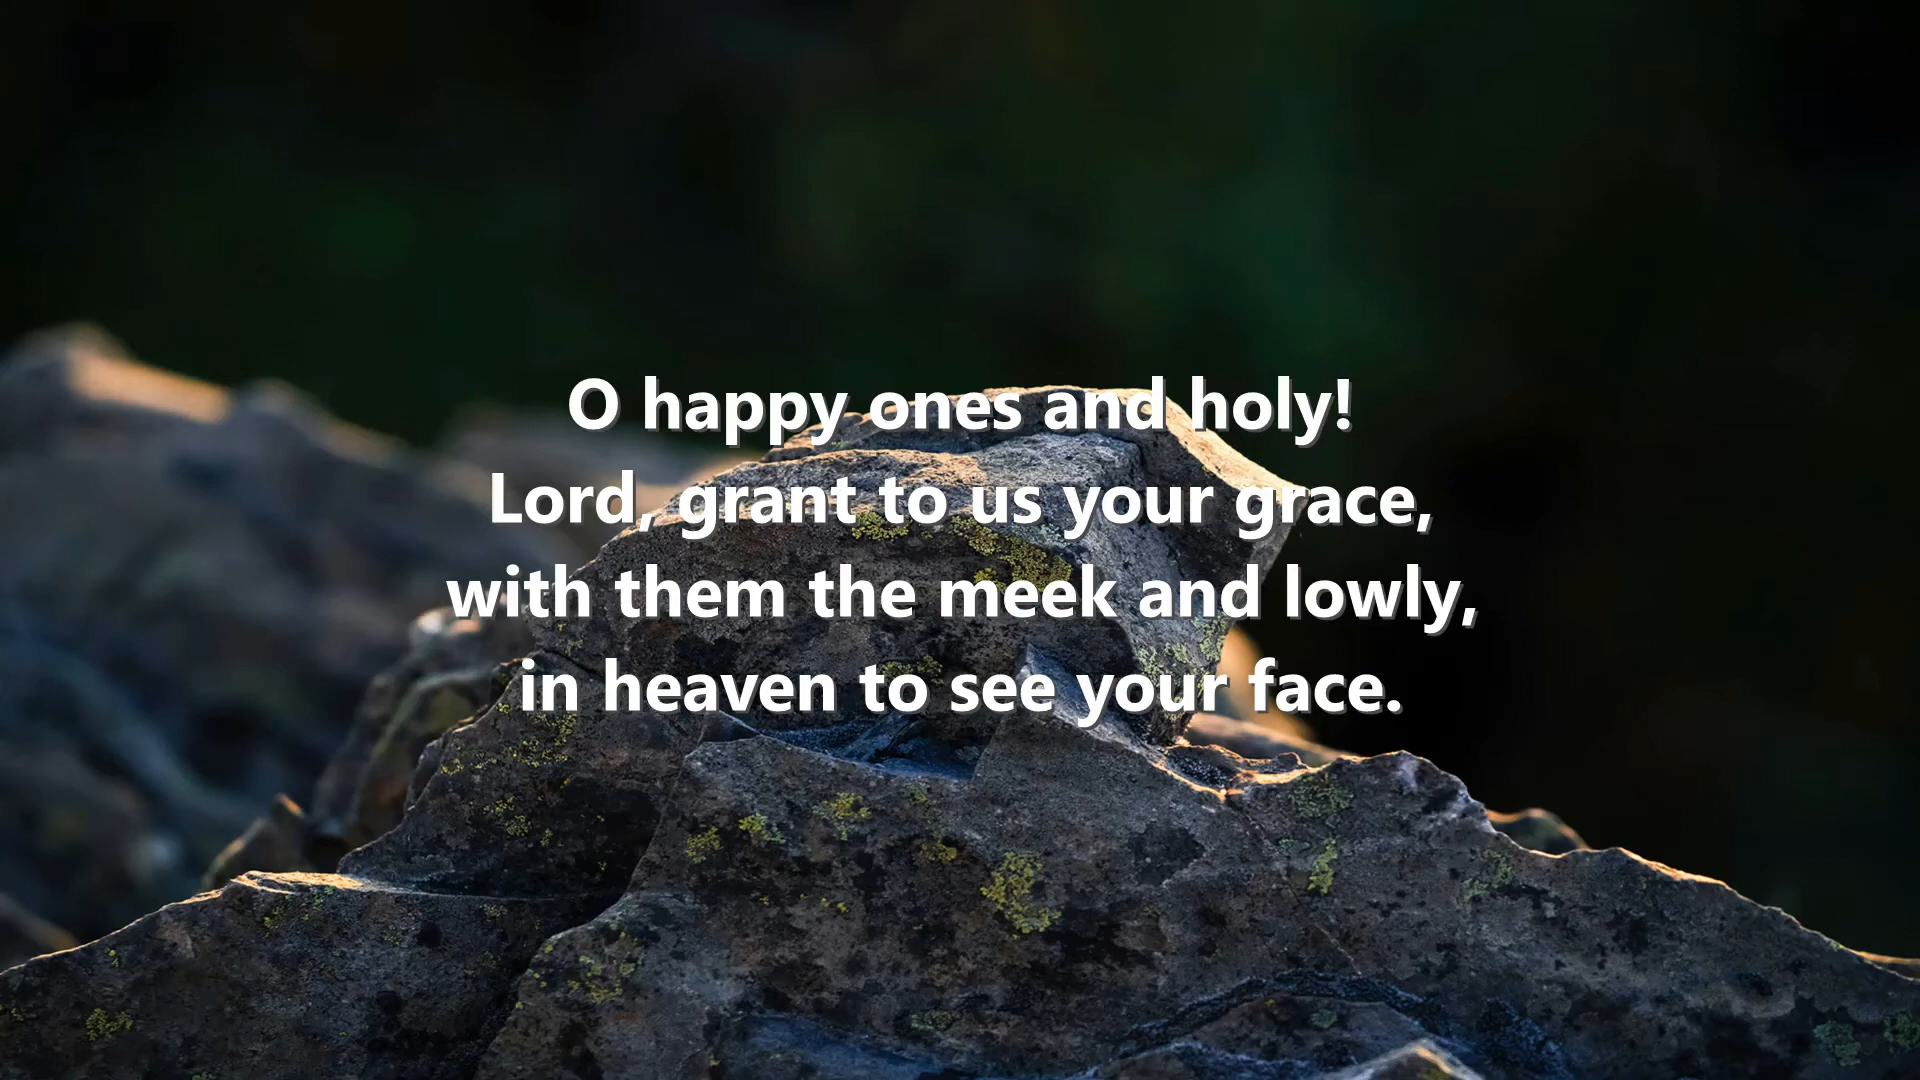 O happy ones and holy!
Lord, grant to us your grace,
with them the meek and lowly,
in heaven to see your face.